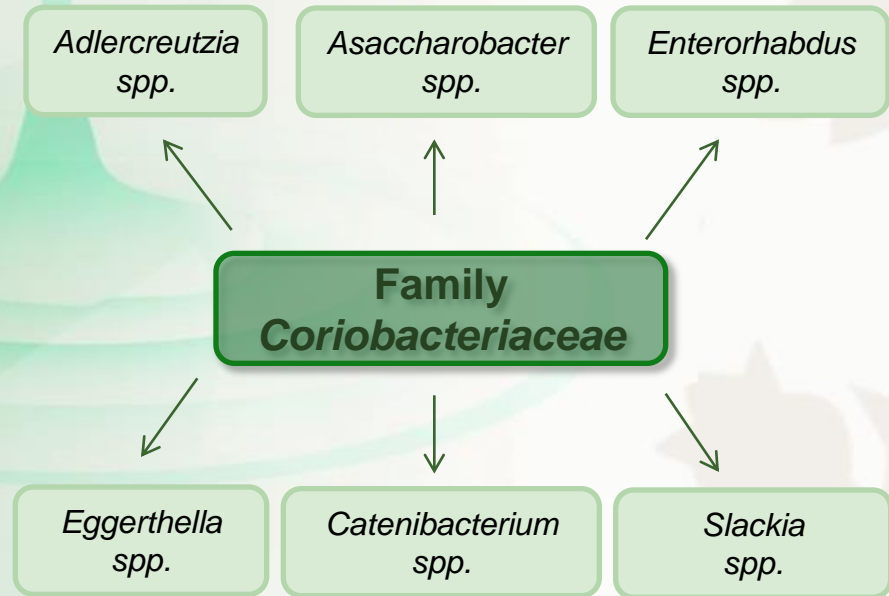 Adlercreutzia
spp.
Asaccharobacter
spp.
Enterorhabdus
spp.
Family
Coriobacteriaceae
Eggerthella
spp.
Catenibacterium
spp.
Slackia
spp.